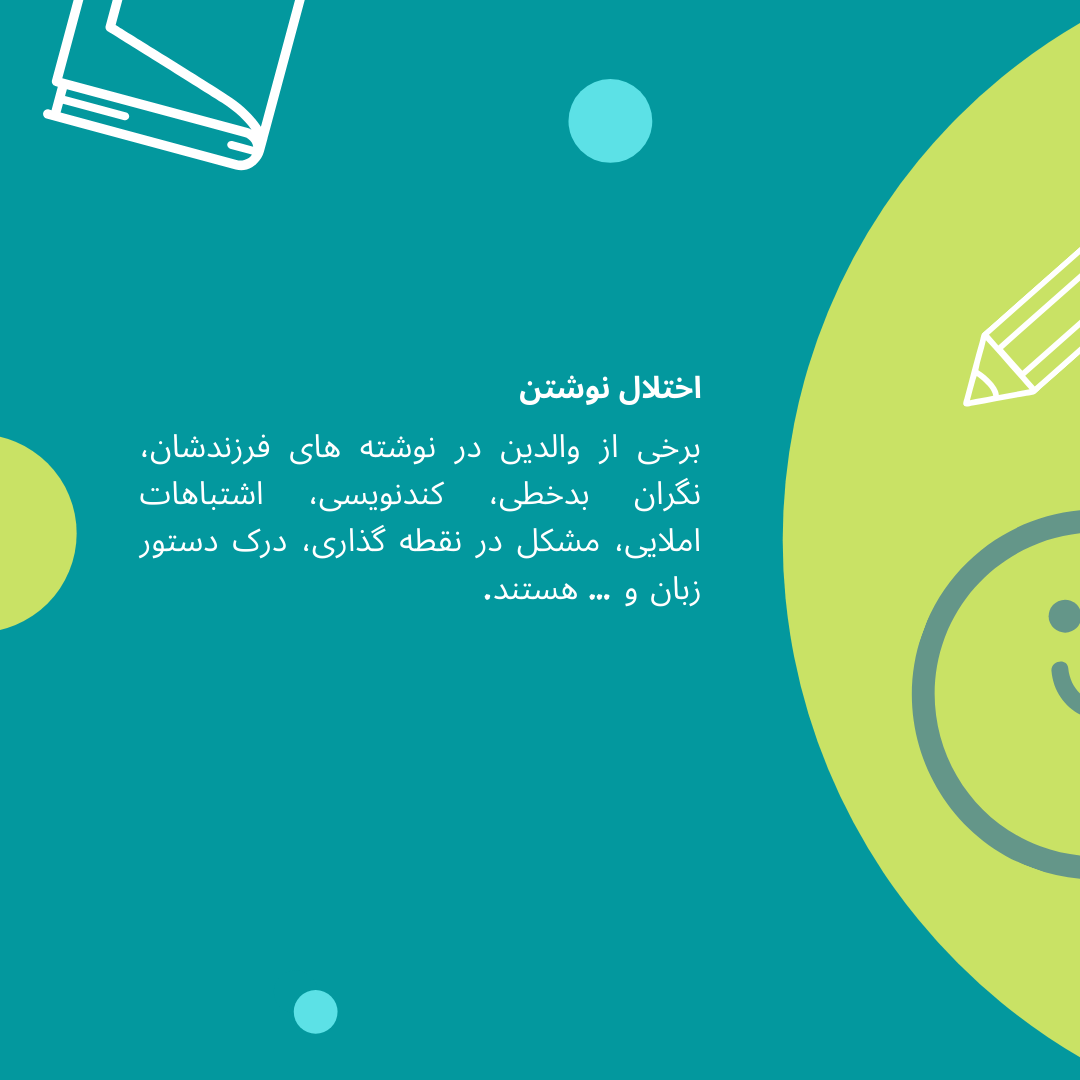 اختلال نوشتن
برخی از والدین در نوشته های فرزندشان،
نگران بدخطی، کندنویسی، اشتباهات
املایی، مشکل در نقطه گذاری، درک دستور
زبان و ... هستند.